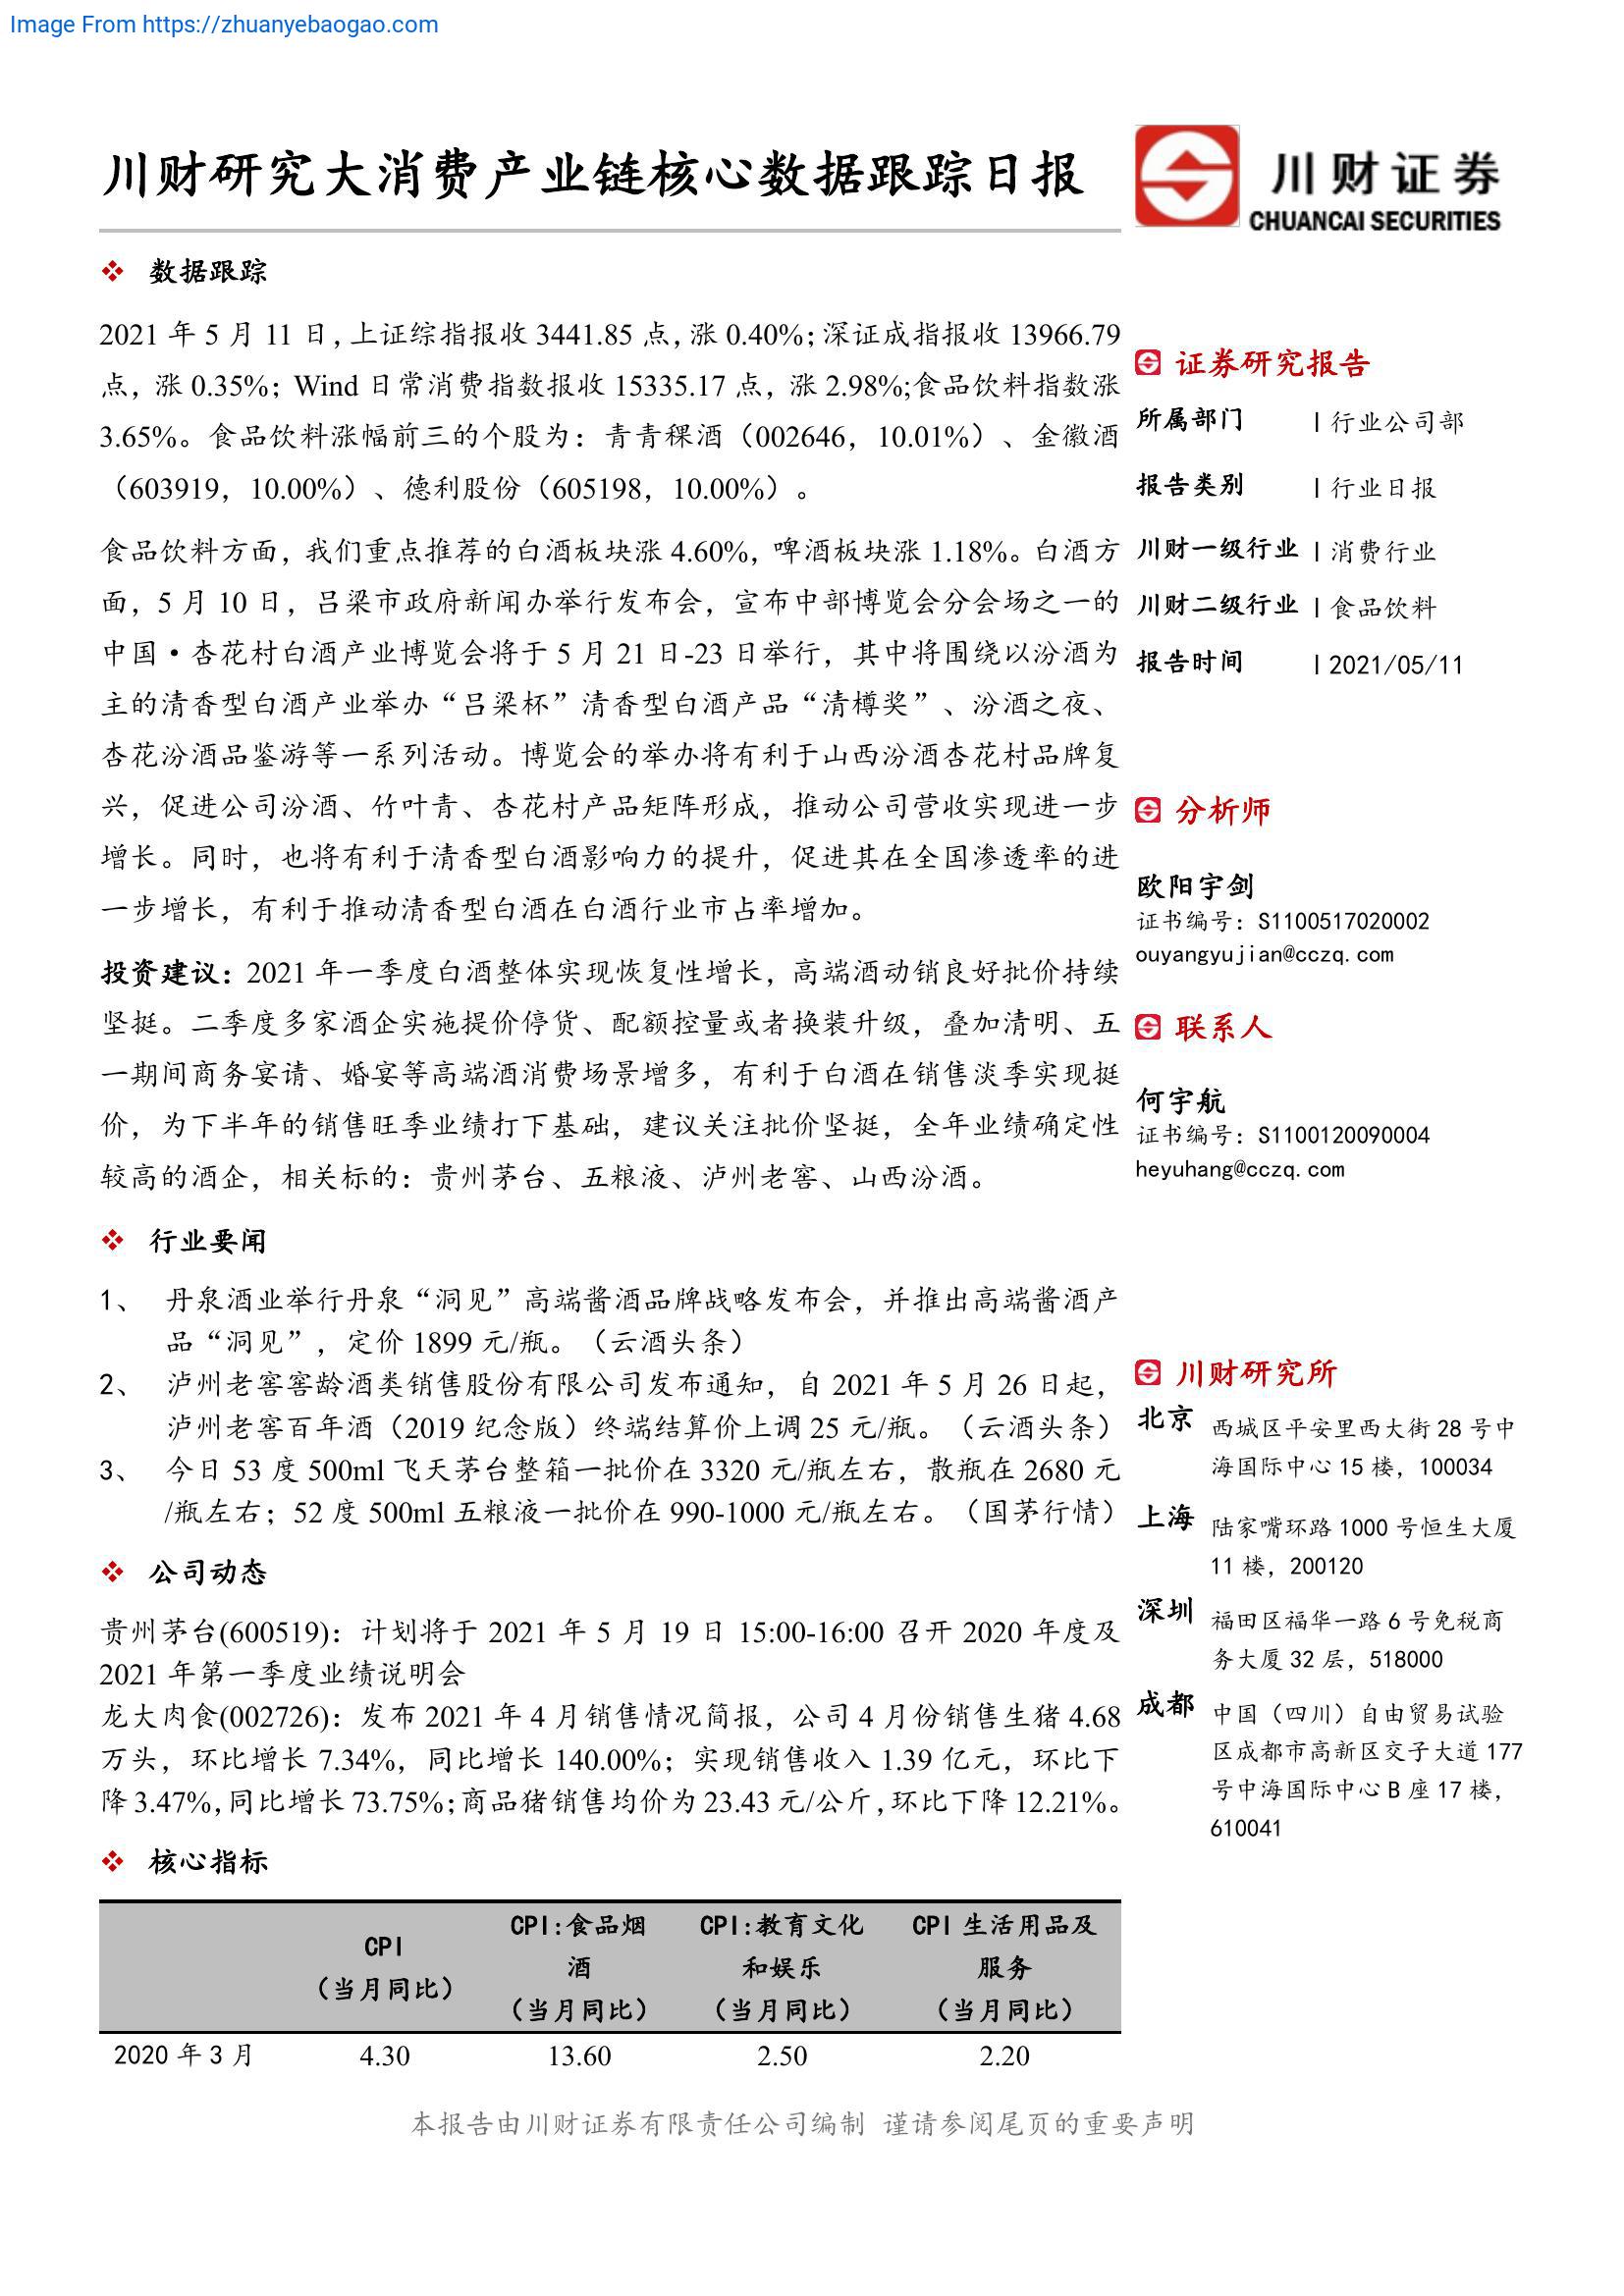 Image From https://zhuanyebaogao.com
川财研究大消费产业链核心数据跟踪日报
川财证券
CHUANCAI SECURITIES
数据跟踪
2021 年 5 月 11 日，上证综指报收 3441.85 点，涨 0.40%；深证成指报收 13966.79
点，涨 0.35%；Wind 日常消费指数报收 15335.17 点，涨 2.98%;食品饮料指数涨
3.65%。食品饮料涨幅前三的个股为：青青稞酒（002646，10.01%）、金徽酒
（603919，10.00%）、德利股份（605198，10.00%）。
食品饮料方面，我们重点推荐的白酒板块涨 4.60%，啤酒板块涨 1.18%。白酒方
面，5 月 10 日，吕梁市政府新闻办举行发布会，宣布中部博览会分会场之一的
中国•杏花村白酒产业博览会将于 5 月 21 日-23 日举行，其中将围绕以汾酒为
主的清香型白酒产业举办“吕梁杯”清香型白酒产品“清樽奖”、汾酒之夜、
杏花汾酒品鉴游等一系列活动。博览会的举办将有利于山西汾酒杏花村品牌复
兴，促进公司汾酒、竹叶青、杏花村产品矩阵形成，推动公司营收实现进一步
增长。同时，也将有利于清香型白酒影响力的提升，促进其在全国渗透率的进
一步增长，有利于推动清香型白酒在白酒行业市占率增加。
投资建议：2021 年一季度白酒整体实现恢复性增长，高端酒动销良好批价持续
坚挺。二季度多家酒企实施提价停货、配额控量或者换装升级，叠加清明、五
一期间商务宴请、婚宴等高端酒消费场景增多，有利于白酒在销售淡季实现挺
价，为下半年的销售旺季业绩打下基础，建议关注批价坚挺，全年业绩确定性
较高的酒企，相关标的：贵州茅台、五粮液、泸州老窖、山西汾酒。
行业要闻
1、 丹泉酒业举行丹泉“洞见”高端酱酒品牌战略发布会，并推出高端酱酒产
品“洞见”，定价 1899 元/瓶。（云酒头条）
2、 泸州老窖窖龄酒类销售股份有限公司发布通知，自 2021 年 5 月 26 日起，
泸州老窖百年酒（2019 纪念版）终端结算价上调 25 元/瓶。（云酒头条）
3、 今日 53 度 500ml 飞天茅台整箱一批价在 3320 元/瓶左右，散瓶在 2680 元
/瓶左右；52 度 500ml 五粮液一批价在 990-1000 元/瓶左右。（国茅行情）
公司动态
贵州茅台(600519)：计划将于 2021 年 5 月 19 日 15:00-16:00 召开 2020 年度及
2021 年第一季度业绩说明会
龙大肉食(002726)：发布 2021 年 4 月销售情况简报，公司 4 月份销售生猪 4.68
万头，环比增长 7.34%，同比增长 140.00%；实现销售收入 1.39 亿元，环比下
降 3.47%，同比增长 73.75%；商品猪销售均价为 23.43 元/公斤，环比下降 12.21%。
核心指标
CPI
（当月同比）
CPI:食品烟
酒
（当月同比）
CPI:教育文化
和娱乐
（当月同比）
CPI 生活用品及
服务
（当月同比）
2020 年 3 月 4.30 13.60 2.50 2.20
证券研究报告
所属部门 | 行业公司部
报告类别 | 行业日报
川财一级行业 | 消费行业
川财二级行业 | 食品饮料
报告时间 | 2021/05/11
分析师
欧阳宇剑
证书编号：S1100517020002
ouyangyujian@cczq.com
联系人
何宇航
证书编号：S1100120090004
heyuhang@cczq.com
川财研究所
北京 西城区平安里西大街 28 号中
海国际中心 15 楼，100034
上海 陆家嘴环路 1000 号恒生大厦
11 楼，200120
深圳 福田区福华一路 6 号免税商
务大厦 32 层，518000
成都 中国（四川）自由贸易试验
区成都市高新区交子大道 177
号中海国际中心 B 座 17 楼，
610041
本报告由川财证券有限责任公司编制 谨请参阅尾页的重要声明